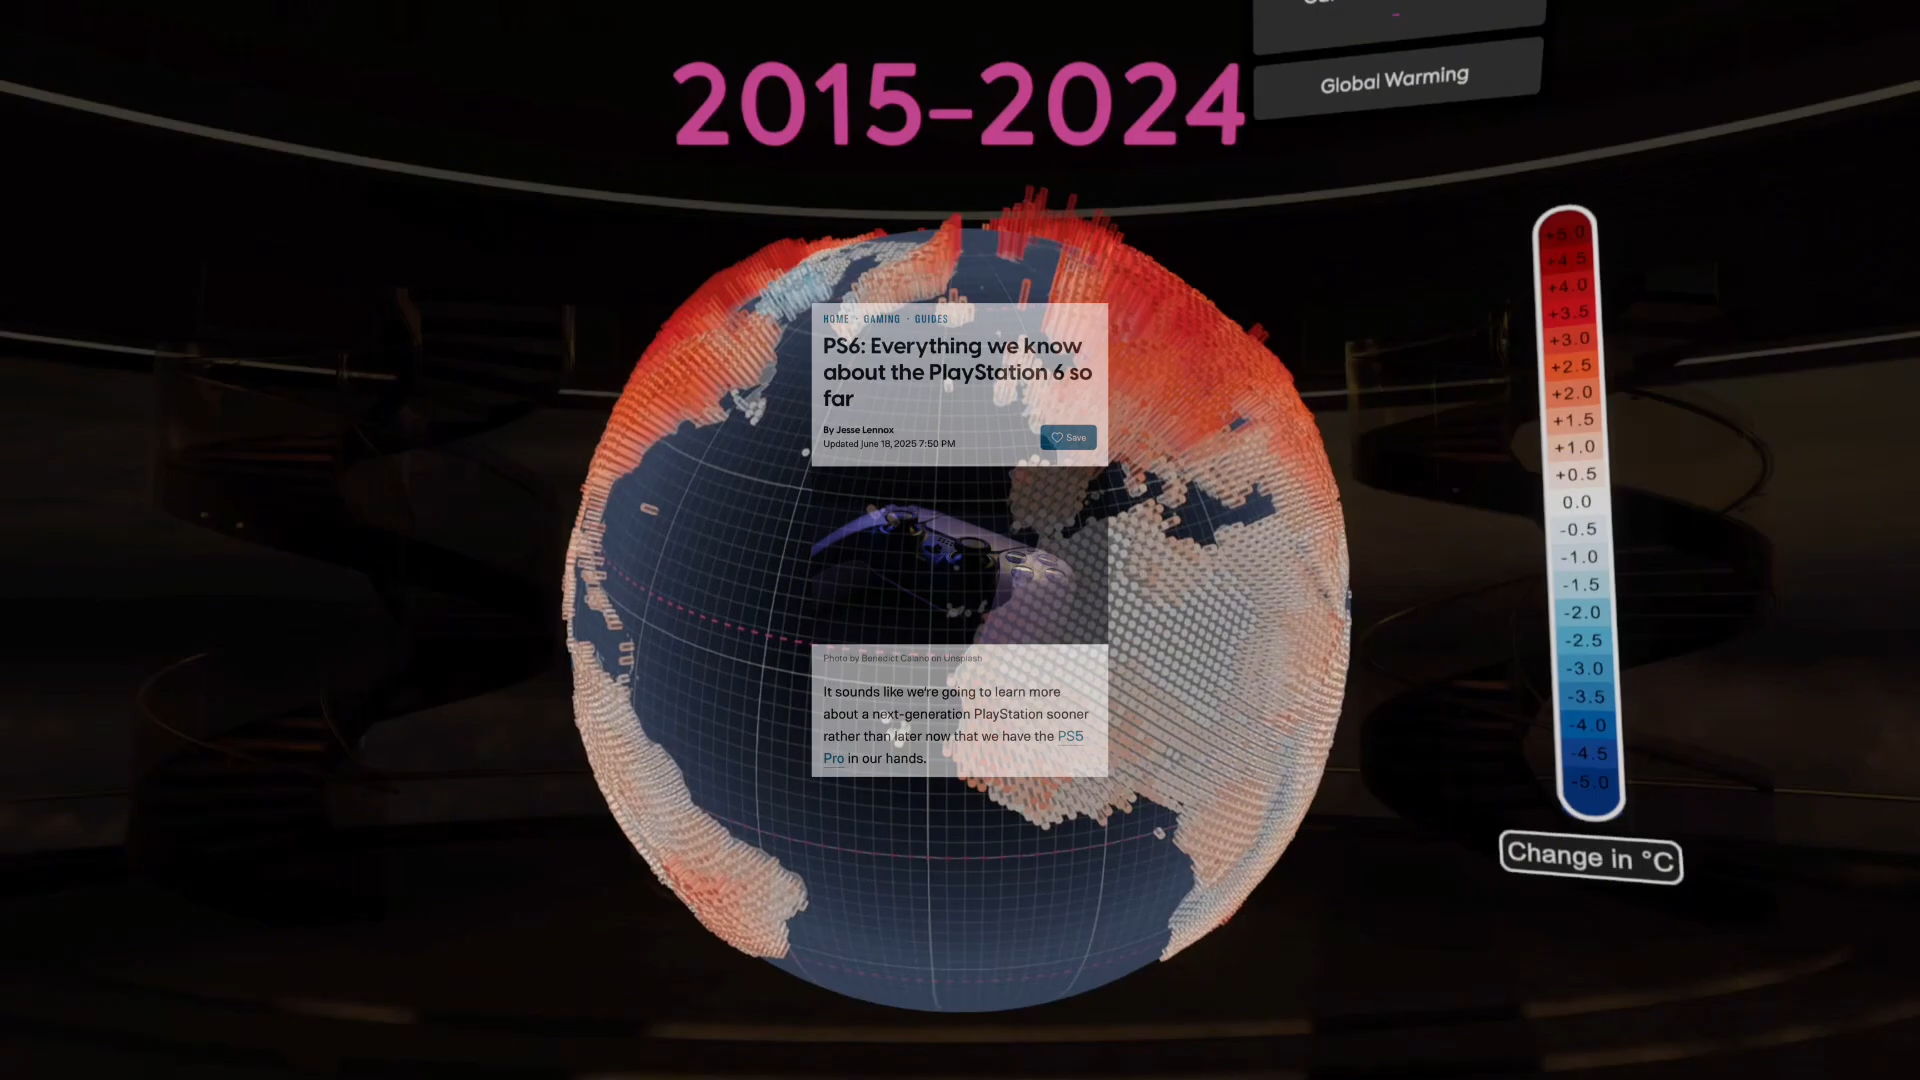 2015–2024
Global Warming
HOME · GAMING · GUIDES
PS6: Everything we know
about the PlayStation 6 so
far
By Jesse Lennox
Updated June 18, 2025 7:50 PM
Save
Photo by Benedict Caiano on Unsplash
It sounds like we're going to learn more
about a next-generation PlayStation sooner
rather than later now that we have the PS5
Pro in our hands.
+5.0
+4.5
+4.0
+3.5
+3.0
+2.5
+2.0
+1.5
+1.0
+0.5
0.0
-0.5
-1.0
-1.5
-2.0
-2.5
-3.0
-3.5
-4.0
-4.5
-5.0
Change in °C